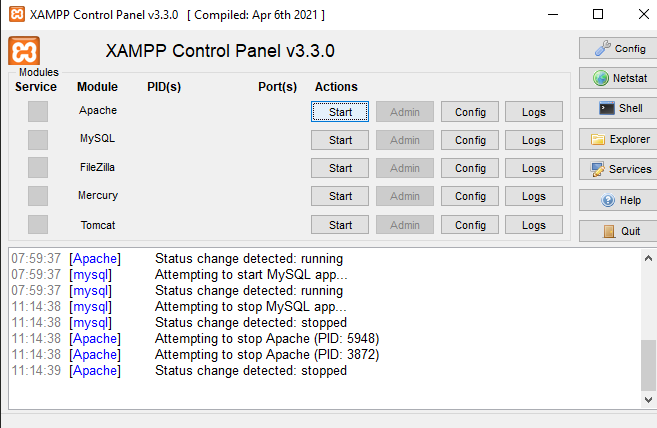 XAMPP Control Panel v3.3.0 [ Compiled: Apr 6th 2021 ]
XAMPP Control Panel v3.3.0
Config
Modules
Service Module PID(s) Port(s) Actions
Netstat
Apache Start Admin Config Logs
Shell
MySQL Start Admin Config Logs
Explorer
FileZilla Start Admin Config Logs
Services
Mercury Start Admin Config Logs
Help
Tomcat Start Admin Config Logs
Quit
07:59:37 [Apache] Status change detected: running
07:59:37 [mysql] Attempting to start MySQL app...
07:59:37 [mysql] Status change detected: running
11:14:38 [mysql] Attempting to stop MySQL app...
11:14:38 [mysql] Status change detected: stopped
11:14:38 [Apache] Attempting to stop Apache (PID: 5948)
11:14:38 [Apache] Attempting to stop Apache (PID: 3872)
11:14:39 [Apache] Status change detected: stopped